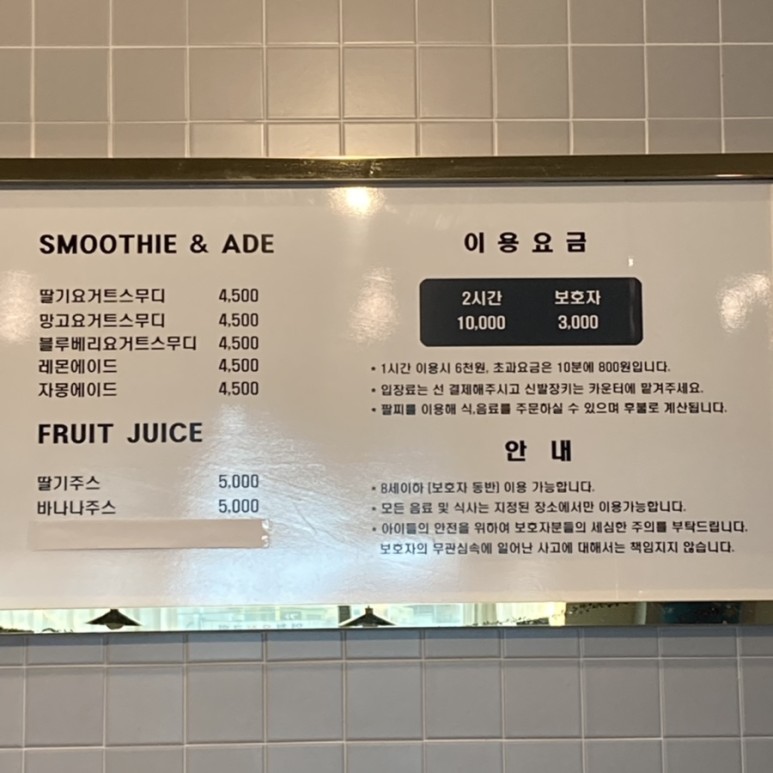 SMOOTHIE & ADE
딸기요거트스무디 4,500
망고요거트스무디 4,500
블루베리요거트스무디 4,500
레몬에이드 4,500
자몽에이드 4,500
FRUIT JUICE
딸기주스 5,000
바나나주스 5,000
이용요금
2시간 보호자
10,000 3,000
• 1시간 이용시 6천원, 초과요금은 10분에 800원입니다.
• 입장료는 선 결제해주시고 신발장키는 카운터에 맡겨주세요.
• 팔찌를 이용해 식,음료를 주문하실 수 있으며 후불로 계산됩니다.
안 내
• 8세이하 [보호자 동반] 이용 가능합니다.
• 모든 음료 및 식사는 지정된 장소에서만 이용가능합니다.
• 아이들의 안전을 위하여 보호자분들의 세심한 주의를 부탁드립니다.
보호자의 무관심속에 일어난 사고에 대해서는 책임지지 않습니다.